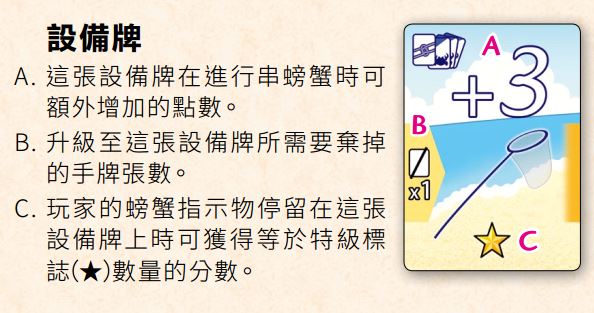 設備牌
A. 這張設備牌在進行串螃蟹時可
額外增加的點數。
B. 升級至這張設備牌所需要棄掉
的手牌張數。
C. 玩家的螃蟹指示物停留在這張
設備牌上時可獲得等於特級標
誌(★)數量的分數。
A
+3
B
x1
C